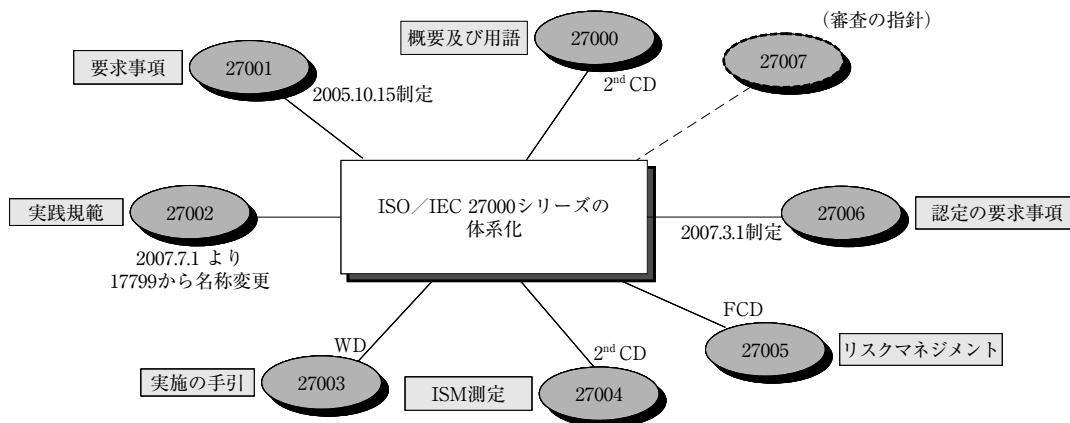 概要及び用語
27000
2nd CD
(審査の指針)
27007
要求事項
27001
2005.10.15制定
ISO/IEC 27000シリーズの
体系化
実践規範
27002
2007.7.1 より
17799から名称変更
27006
2007.3.1制定
認定の要求事項
WD
実施の手引
27003
2nd CD
ISM測定
27004
FCD
27005
リスクマネジメント